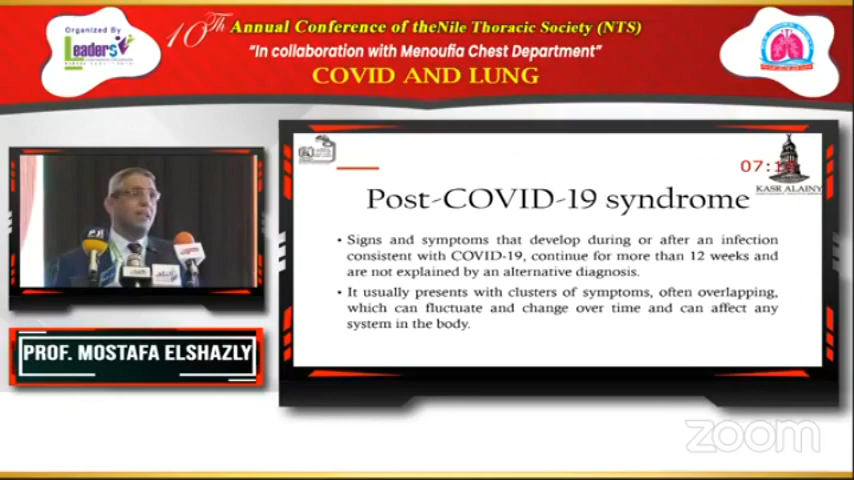 Organized By
Leaders
10Th Annual Conference of theNile Thoracic Society (NTS)
"In collaboration with Menoufia Chest Department"
COVID AND LUNG
07:1
KASR ALAINY
Post-COVID-19 syndrome
• Signs and symptoms that develop during or after an infection
consistent with COVID-19, continue for more than 12 weeks and
are not explained by an alternative diagnosis.
• It usually presents with clusters of symptoms, often overlapping,
which can fluctuate and change over time and can affect any
system in the body.
PROF. MOSTAFA ELSHAZLY
zoom